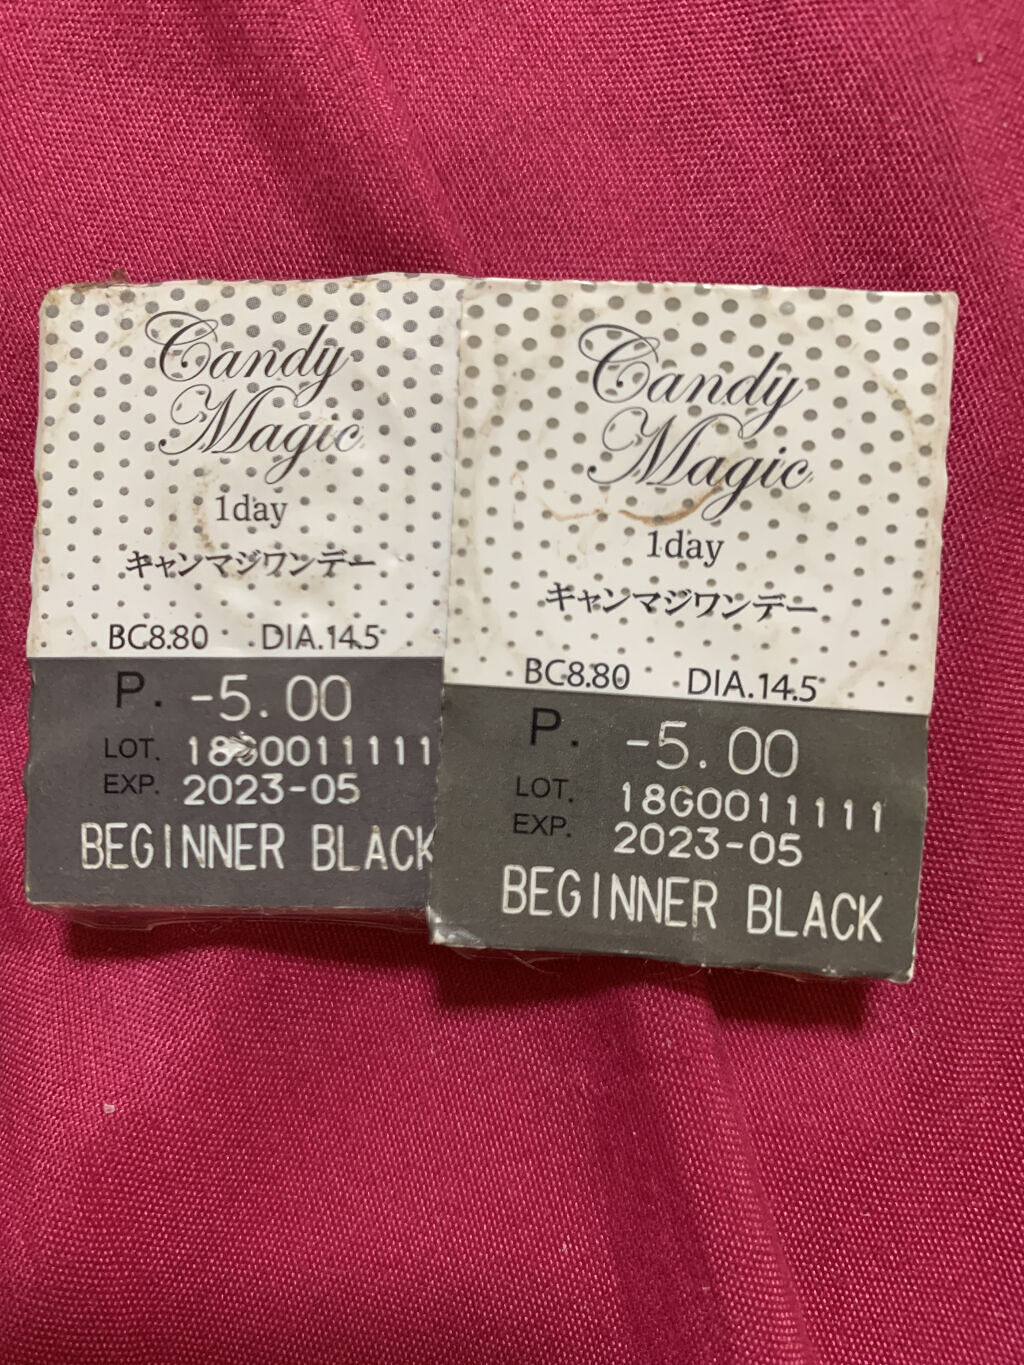 Candy
Magic
1day
キャンマジワンデー
BC8.80 DIA.14.5
P. -5.00
LOT. 18G0011111
EXP. 2023-05
BEGINNER BLACK
Candy
Magic
1day
キャンマジワンデー
BC8.80 DIA.14.5
P. -5.00
LOT. 18G0011111
EXP. 2023-05
BEGINNER BLACK